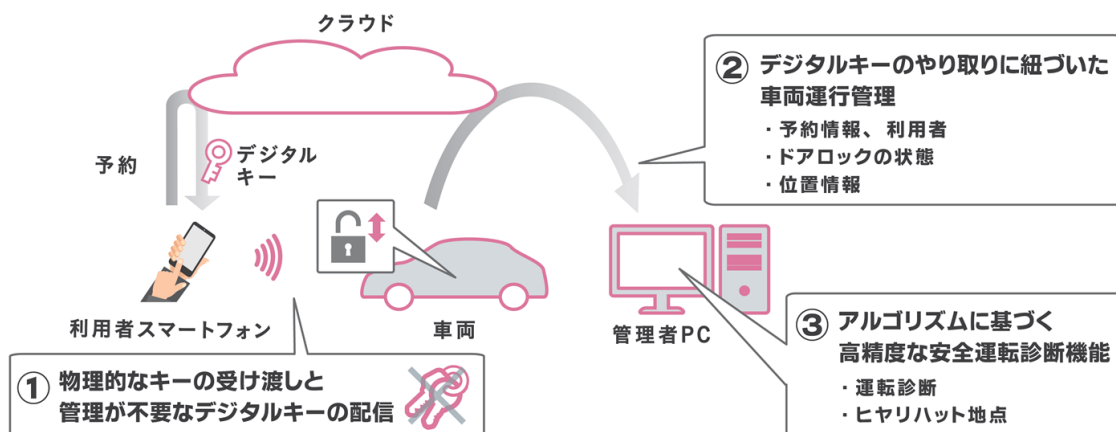 クラウド
予約
デジタル
キー
利用者スマートフォン
車両
管理者PC
① 物理的なキーの受け渡しと
管理が不要なデジタルキーの配信
② デジタルキーのやり取りに紐づいた
車両運行管理
・予約情報、利用者
・ドアロックの状態
・位置情報
③ アルゴリズムに基づく
高精度な安全運転診断機能
・運転診断
・ヒヤリハット地点